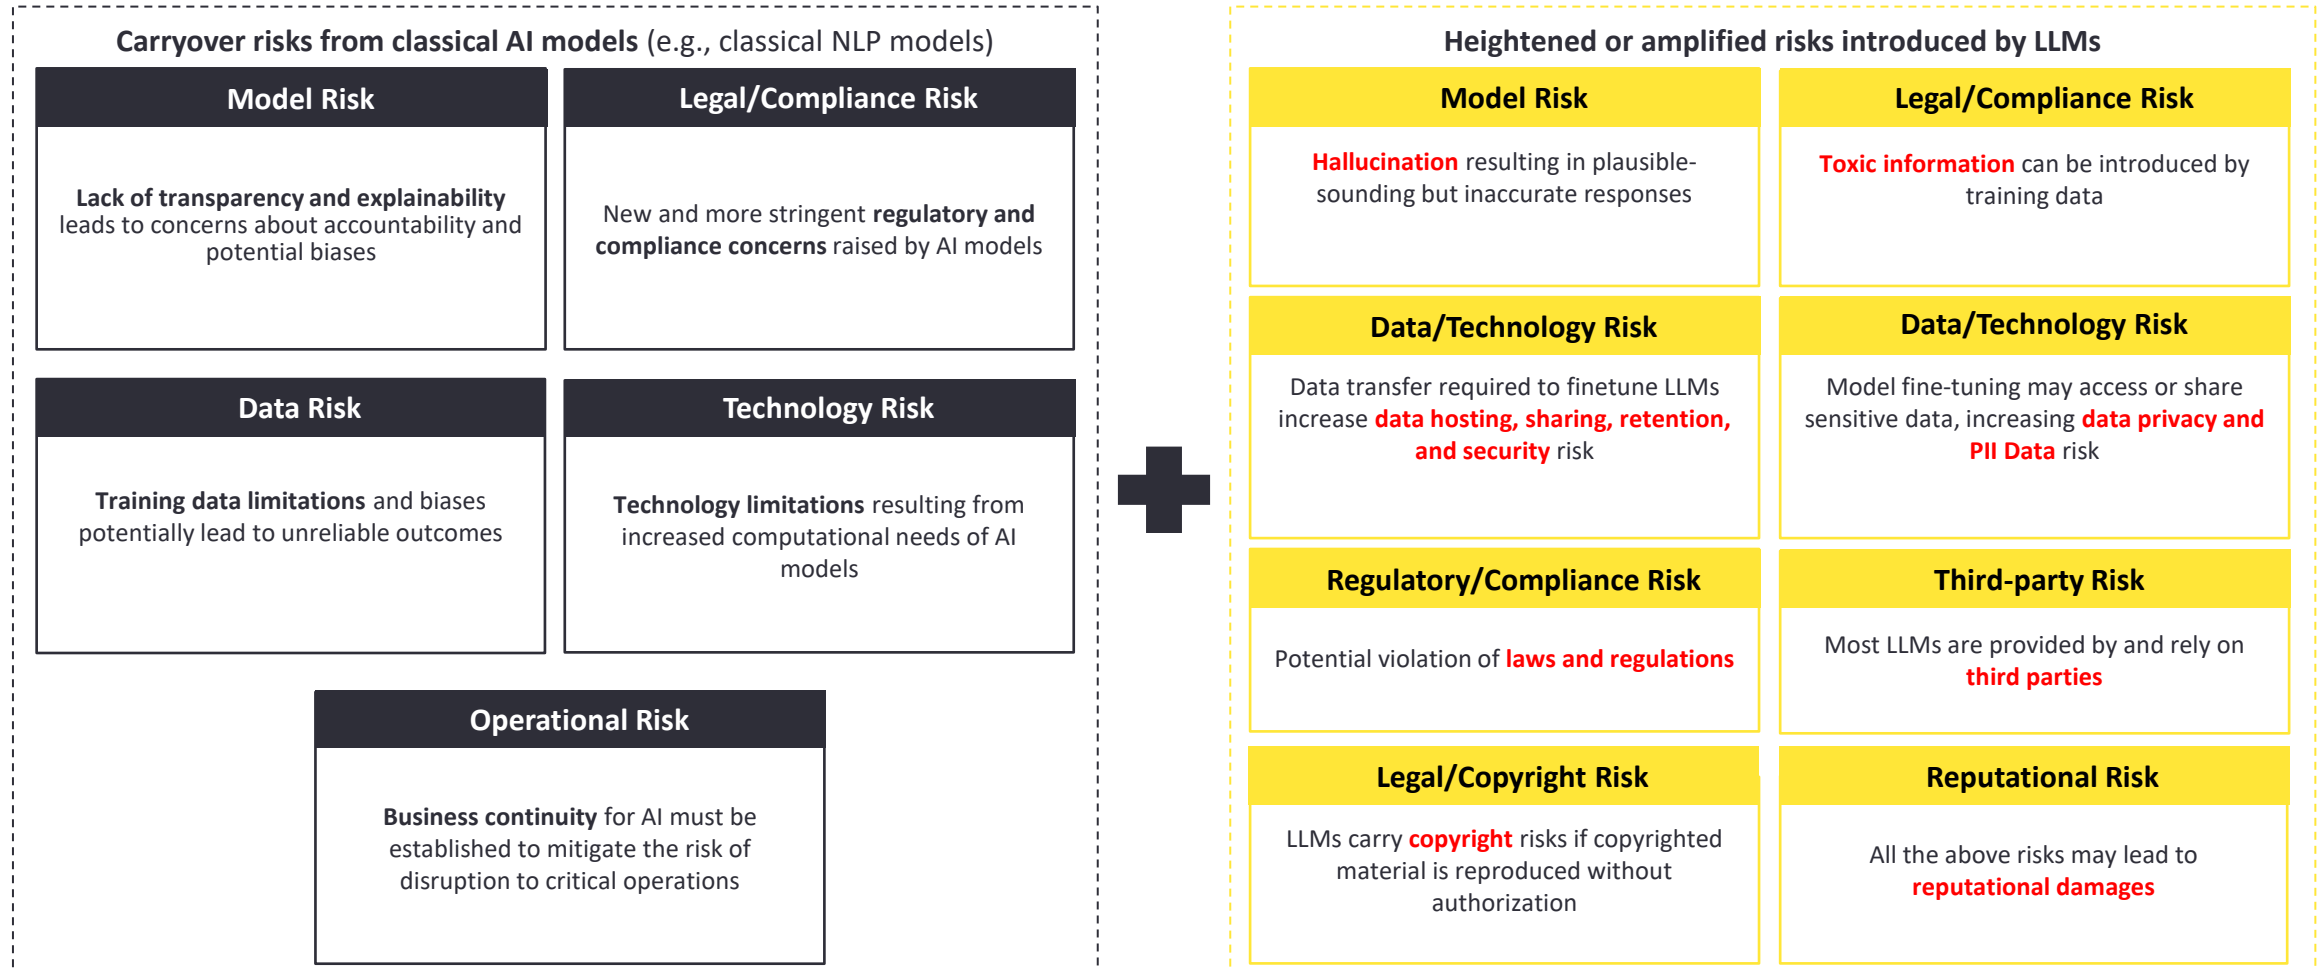 Carryover risks from classical AI models (e.g., classical NLP models)
Model Risk
Lack of transparency and explainability
leads to concerns about accountability and
potential biases
Legal/Compliance Risk
New and more stringent regulatory and
compliance concerns raised by AI models
Data Risk
Training data limitations and biases
potentially lead to unreliable outcomes
Technology Risk
Technology limitations resulting from
increased computational needs of AI
models
Operational Risk
Business continuity for AI must be
established to mitigate the risk of
disruption to critical operations
Heightened or amplified risks introduced by LLMs
Model Risk
Hallucination resulting in plausible-
sounding but inaccurate responses
Legal/Compliance Risk
Toxic information can be introduced by
training data
Data/Technology Risk
Data transfer required to finetune LLMs
increase data hosting, sharing, retention,
and security risk
Data/Technology Risk
Model fine-tuning may access or share
sensitive data, increasing data privacy and
PII Data risk
Regulatory/Compliance Risk
Potential violation of laws and regulations
Third-party Risk
Most LLMs are provided by and rely on
third parties
Legal/Copyright Risk
LLMs carry copyright risks if copyrighted
material is reproduced without
authorization
Reputational Risk
All the above risks may lead to
reputational damages